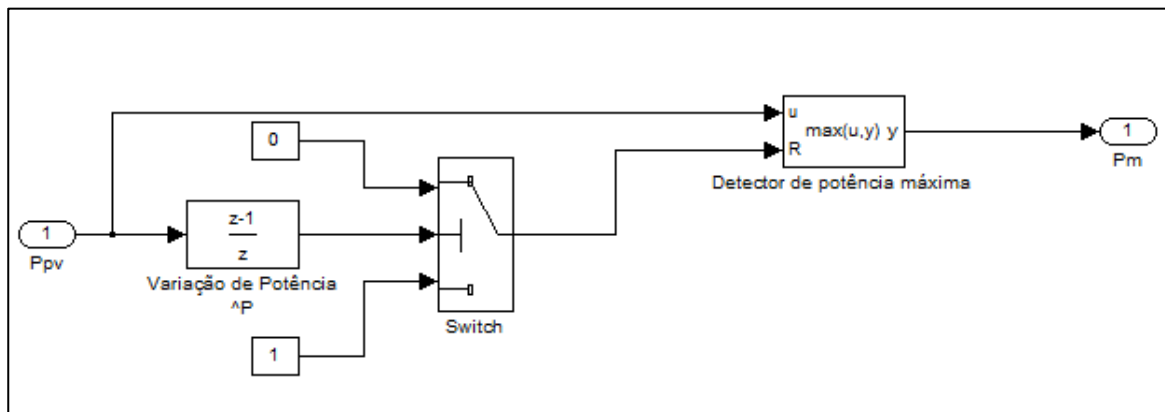 u
max(u,y) y
R
Detector de potência máxima
1
Pm
0
1
Ppv
z-1
z
Variação de Potência
^P
Switch
1